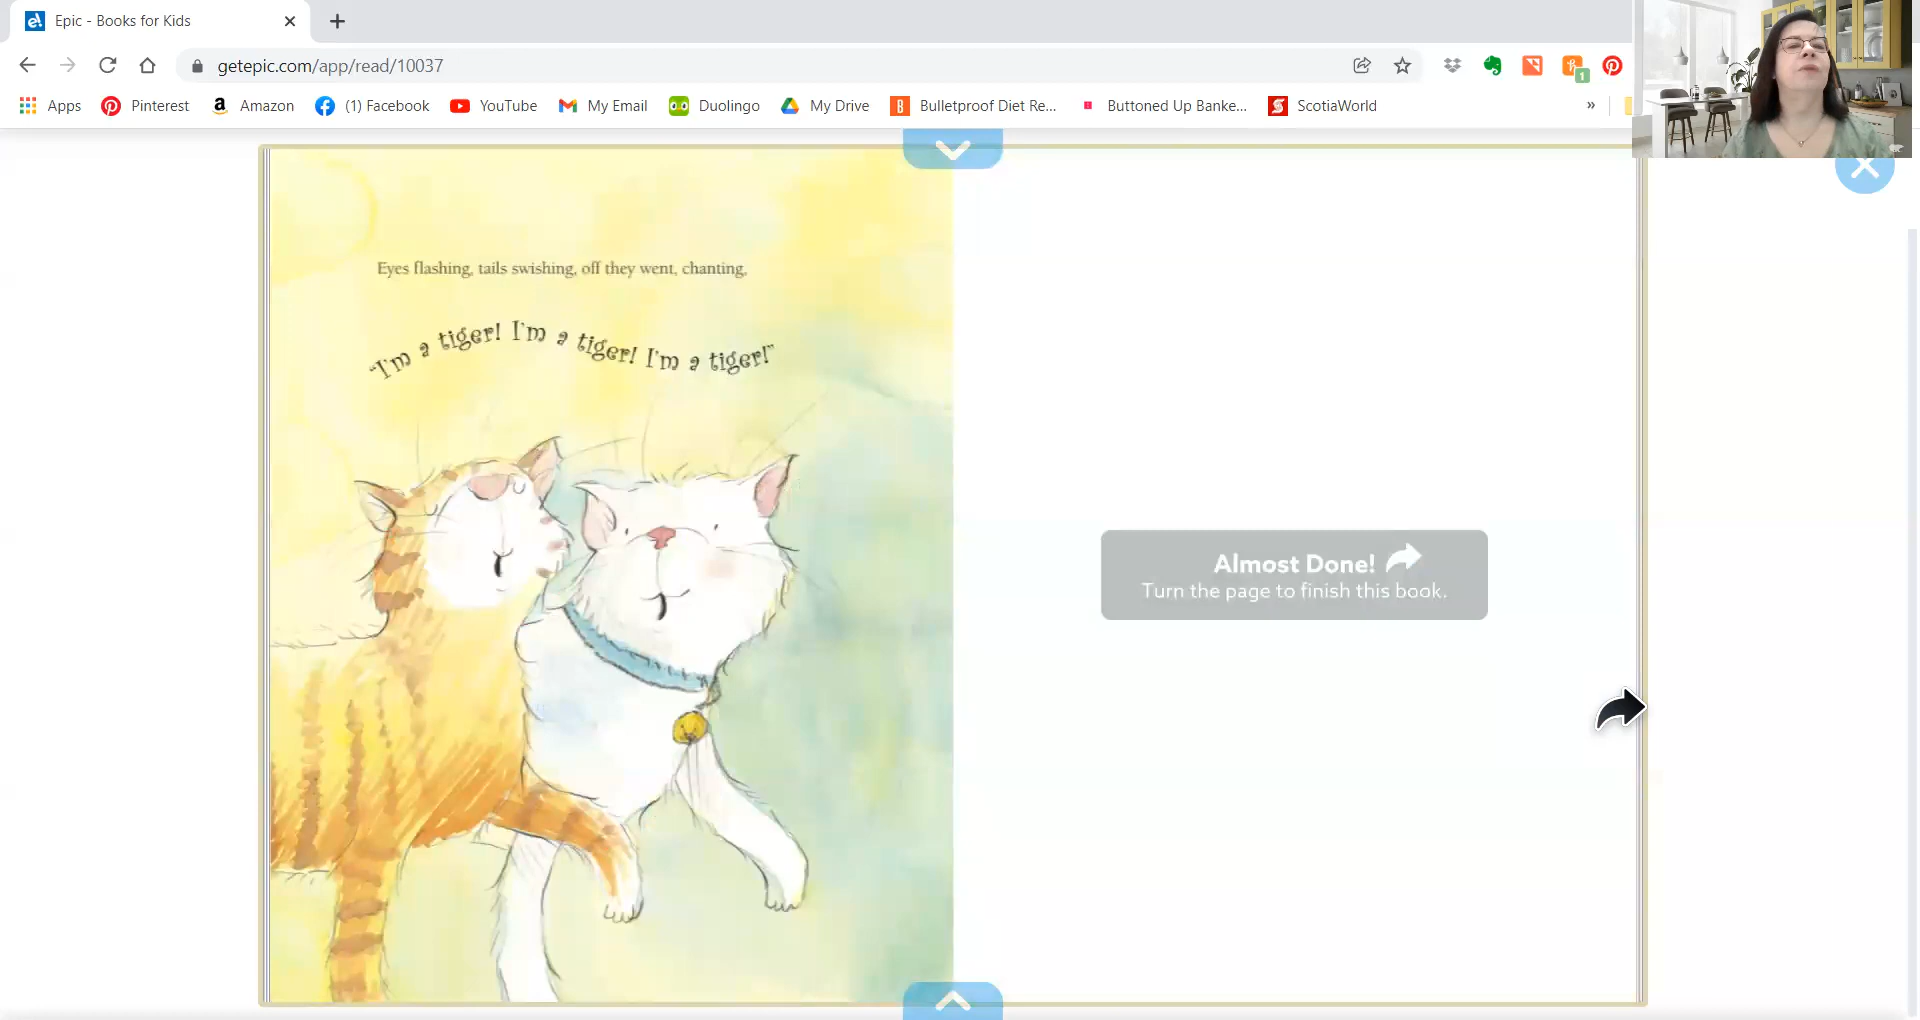 Epic - Books for Kids
getepic.com/app/read/10037
1
Apps Pinterest Amazon (1) Facebook YouTube My Email Duolingo My Drive Bulletproof Diet Re... Buttoned Up Banke... ScotiaWorld »
Eyes flashing, tails swishing, off they went, chanting,
"I'm a tiger! I'm a tiger! I'm a tiger!"
Almost Done!
Turn the page to finish this book.